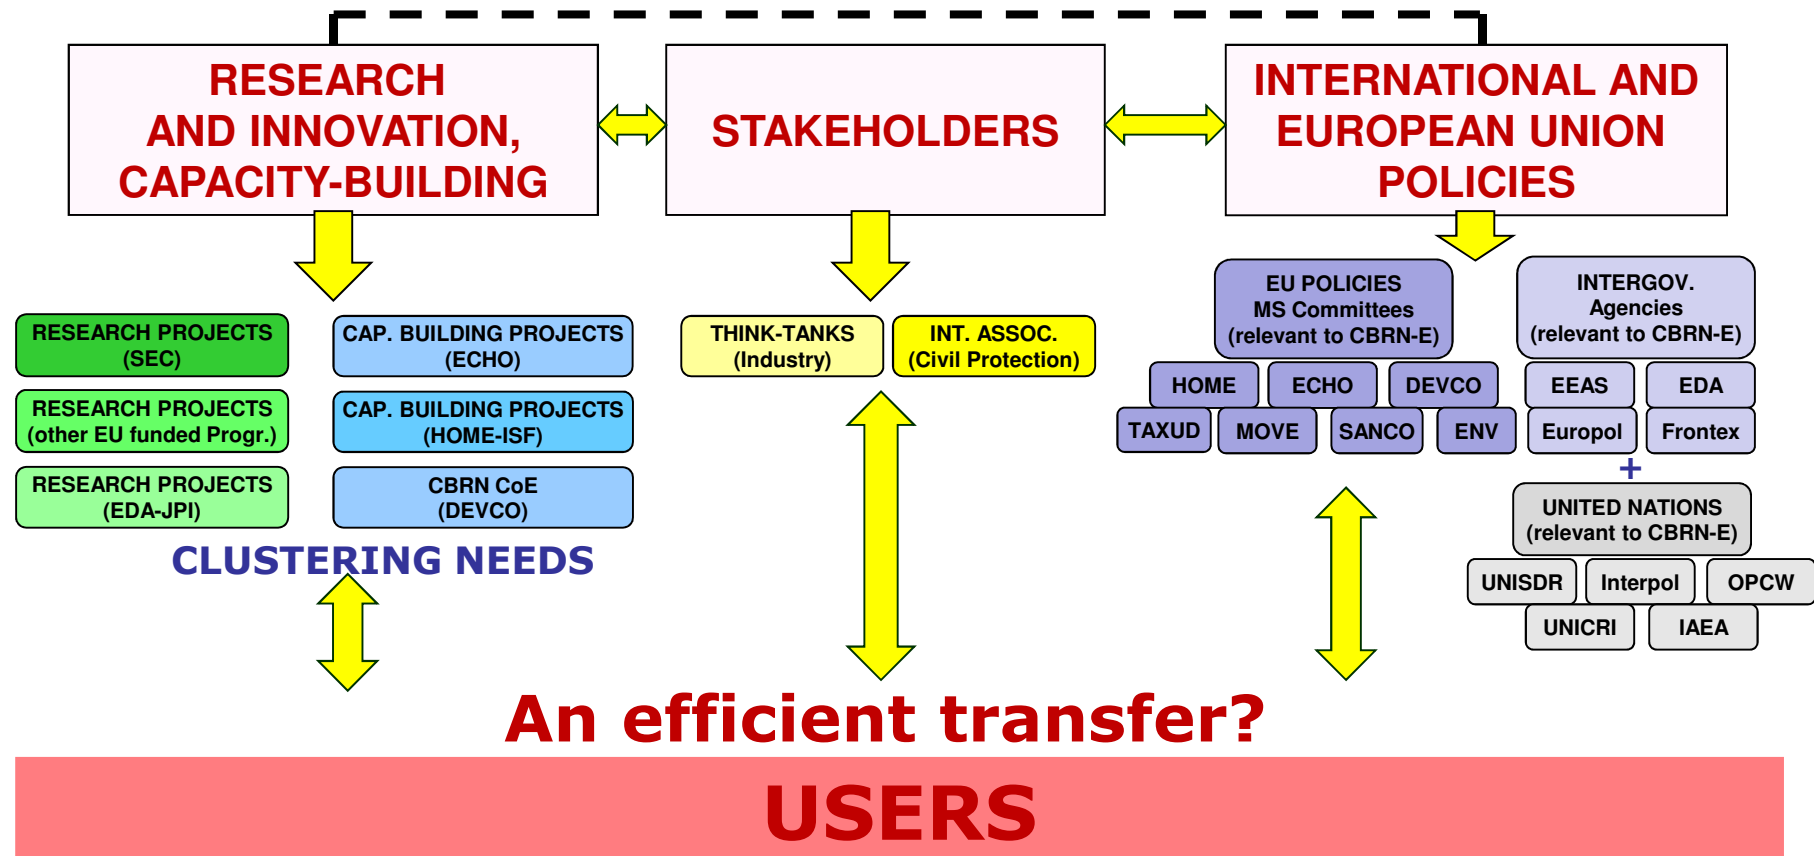 RESEARCH
AND INNOVATION,
CAPACITY-BUILDING
STAKEHOLDERS
INTERNATIONAL AND
EUROPEAN UNION
POLICIES
RESEARCH PROJECTS
(SEC)
CAP. BUILDING PROJECTS
(ECHO)
RESEARCH PROJECTS
(other EU funded Progr.)
CAP. BUILDING PROJECTS
(HOME-ISF)
RESEARCH PROJECTS
(EDA-JPI)
CBRN CoE
(DEVCO)
CLUSTERING NEEDS
THINK-TANKS
(Industry)
INT. ASSOC.
(Civil Protection)
EU POLICIES
MS Committees
(relevant to CBRN-E)
HOME
ECHO
DEVCO
TAXUD
MOVE
SANCO
ENV
INTERGOV.
Agencies
(relevant to CBRN-E)
EEAS
EDA
Europol
Frontex
+
UNITED NATIONS
(relevant to CBRN-E)
UNISDR
Interpol
OPCW
UNICRI
IAEA
An efficient transfer?
USERS